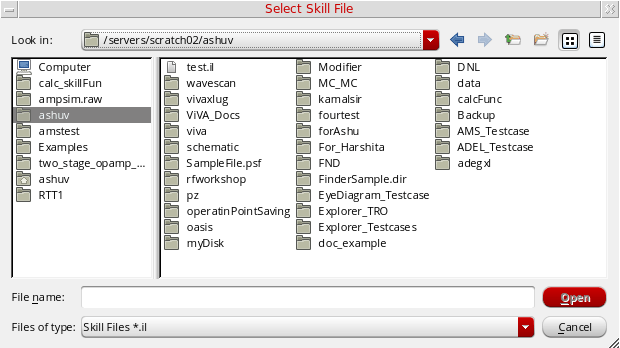 Select Skill File
Look in: /servers/scratch02/ashuv
Computer
calc_skillFun
ampsim.raw
ashuv
amstest
Examples
two_stage_opamp_...
ashuv
RTT1
test.il
wavescan
vivaxlug
ViVA_Docs
viva
schematic
SampleFile.psf
rfworkshop
pz
operatinPointSaving
oasis
myDisk
Modifier
MC_MC
kamalsir
fourtest
forAshu
For_Harshita
FND
FinderSample.dir
EyeDiagram_Testcase
Explorer_TRO
Explorer_Testcases
doc_example
DNL
data
calcFunc
Backup
AMS_Testcase
ADEL_Testcase
adegxl
File name:
Open
Files of type: Skill Files *.il
Cancel